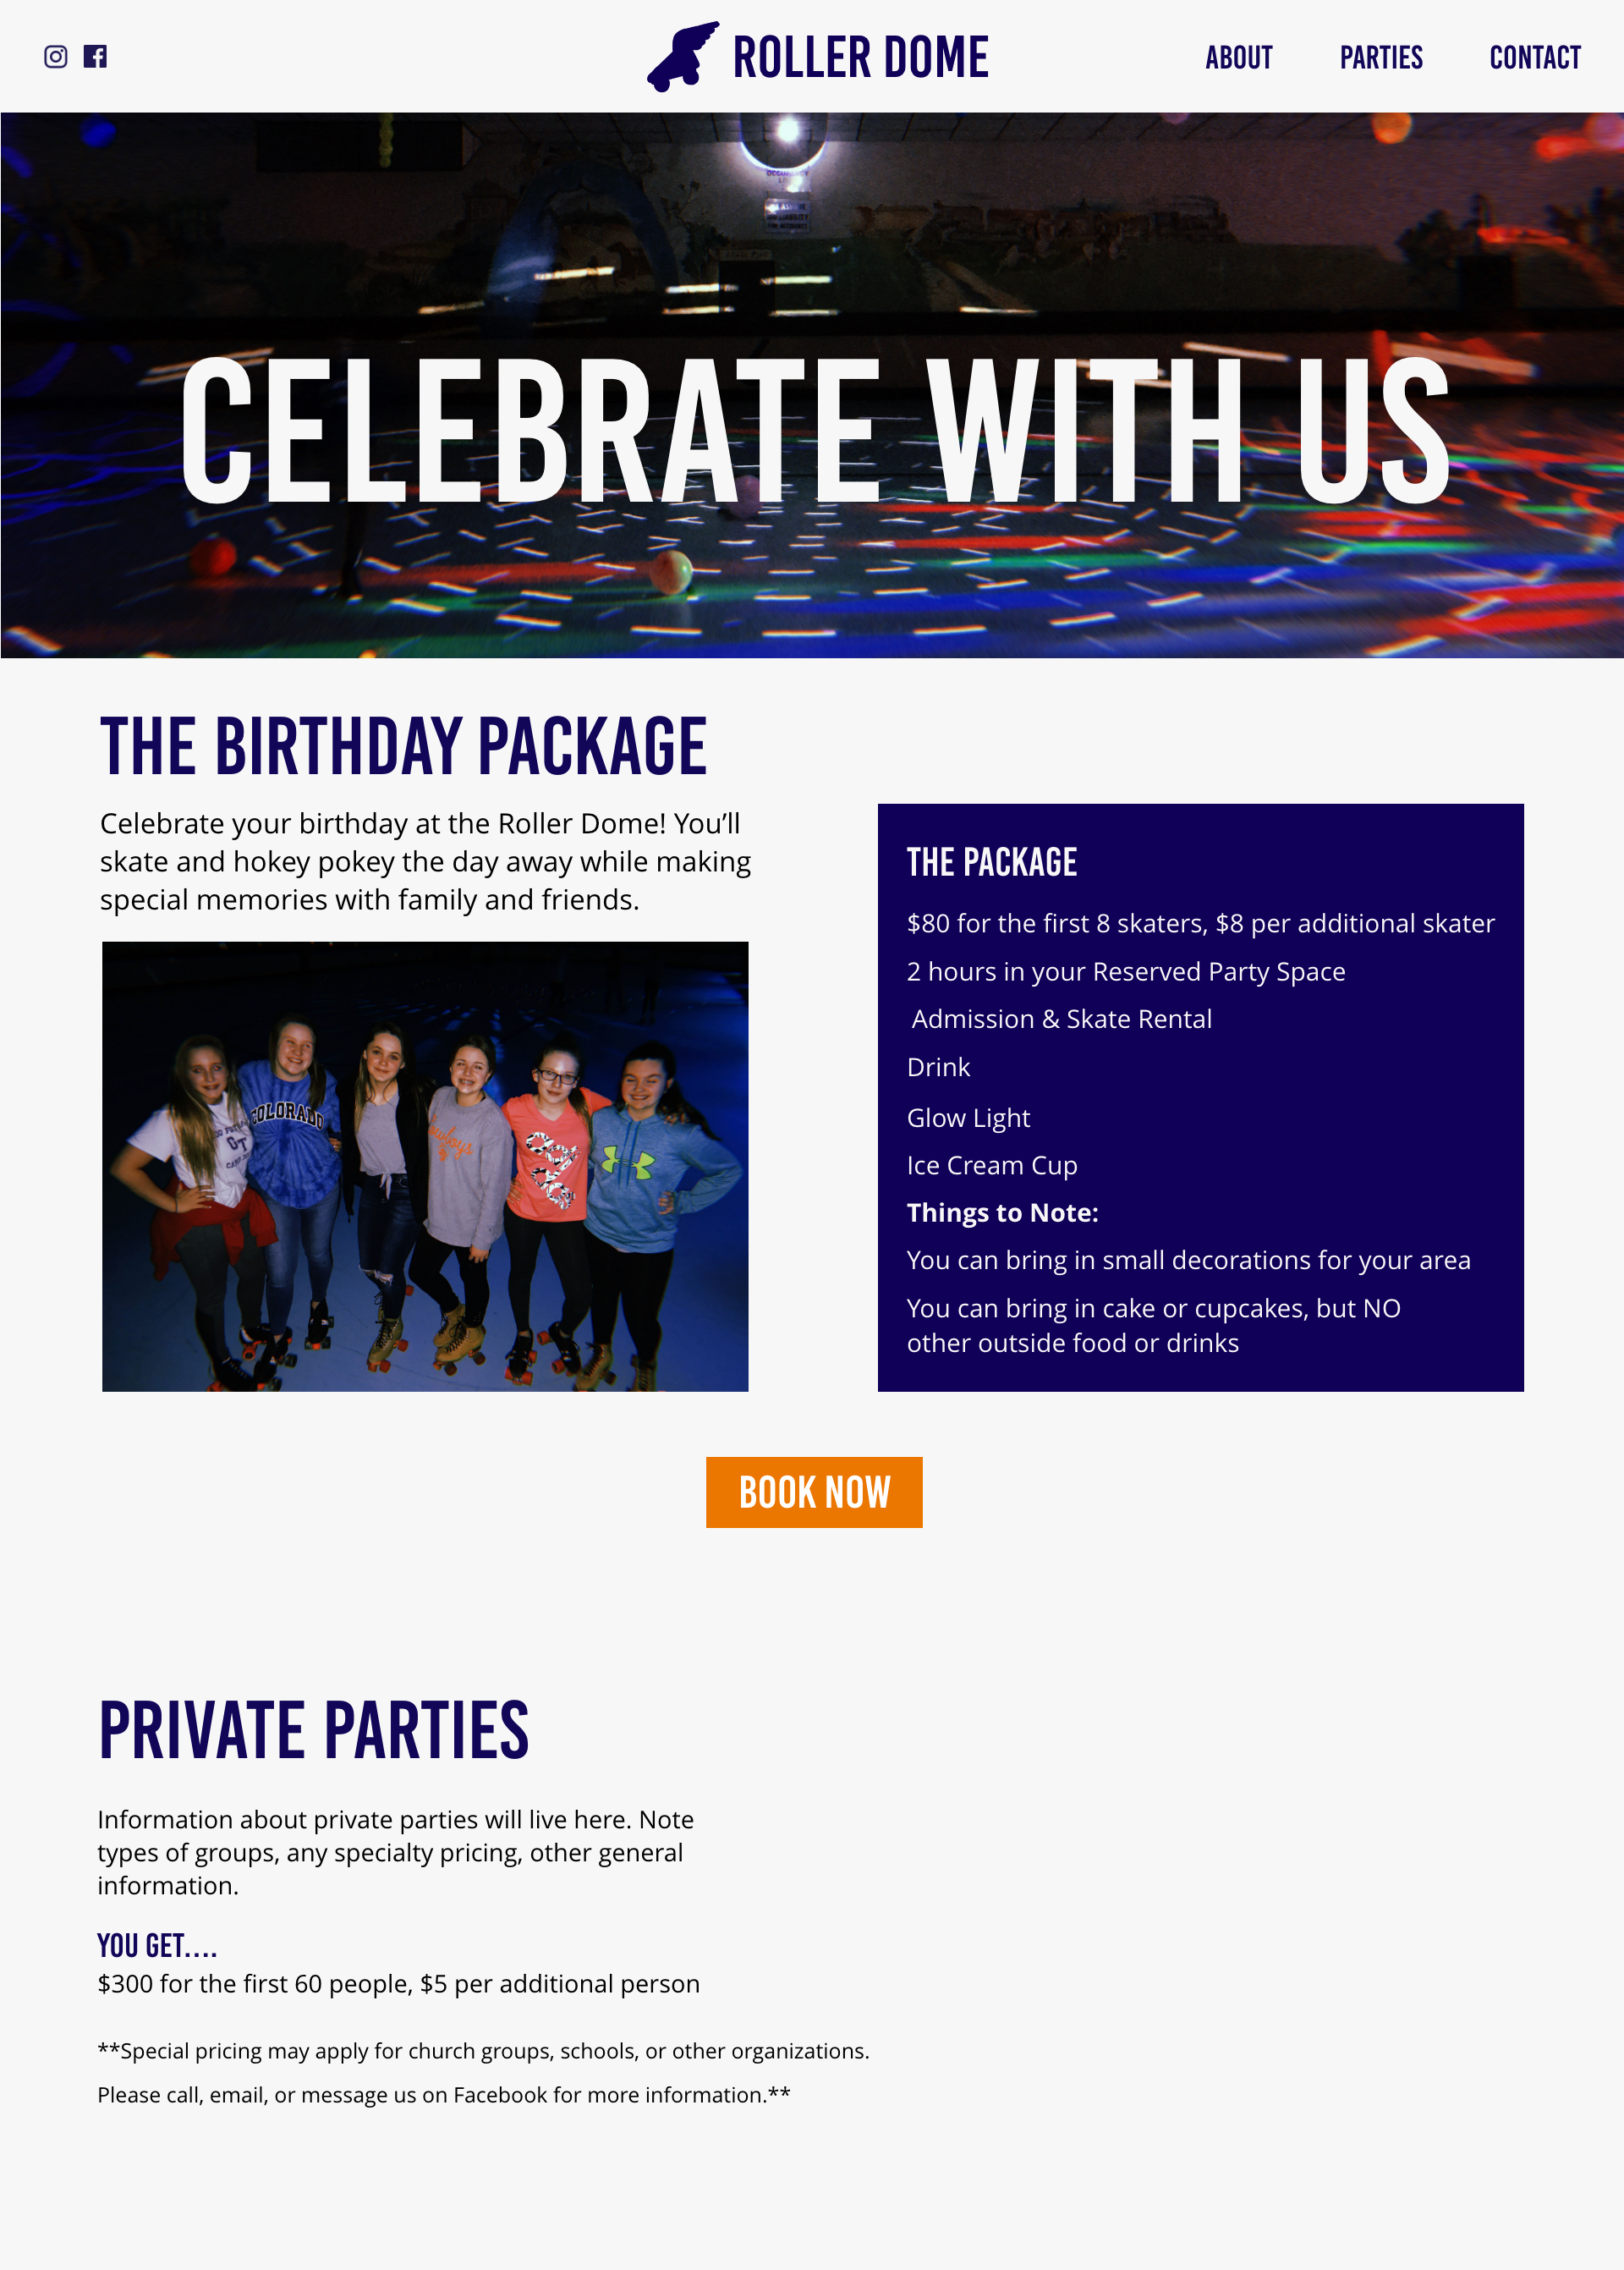 ROLLER DOME
ABOUT
PARTIES
CONTACT
CELEBRATE WITH US
THE BIRTHDAY PACKAGE
Celebrate your birthday at the Roller Dome! You’ll
skate and hokey pokey the day away while making
special memories with family and friends.
COLORADO
GT
THE PACKAGE
$80 for the first 8 skaters, $8 per additional skater
2 hours in your Reserved Party Space
Admission & Skate Rental
Drink
Glow Light
Ice Cream Cup
Things to Note:
You can bring in small decorations for your area
You can bring in cake or cupcakes, but NO
other outside food or drinks
BOOK NOW
PRIVATE PARTIES
Information about private parties will live here. Note
types of groups, any specialty pricing, other general
information.
YOU GET....
$300 for the first 60 people, $5 per additional person
**Special pricing may apply for church groups, schools, or other organizations.
Please call, email, or message us on Facebook for more information.**